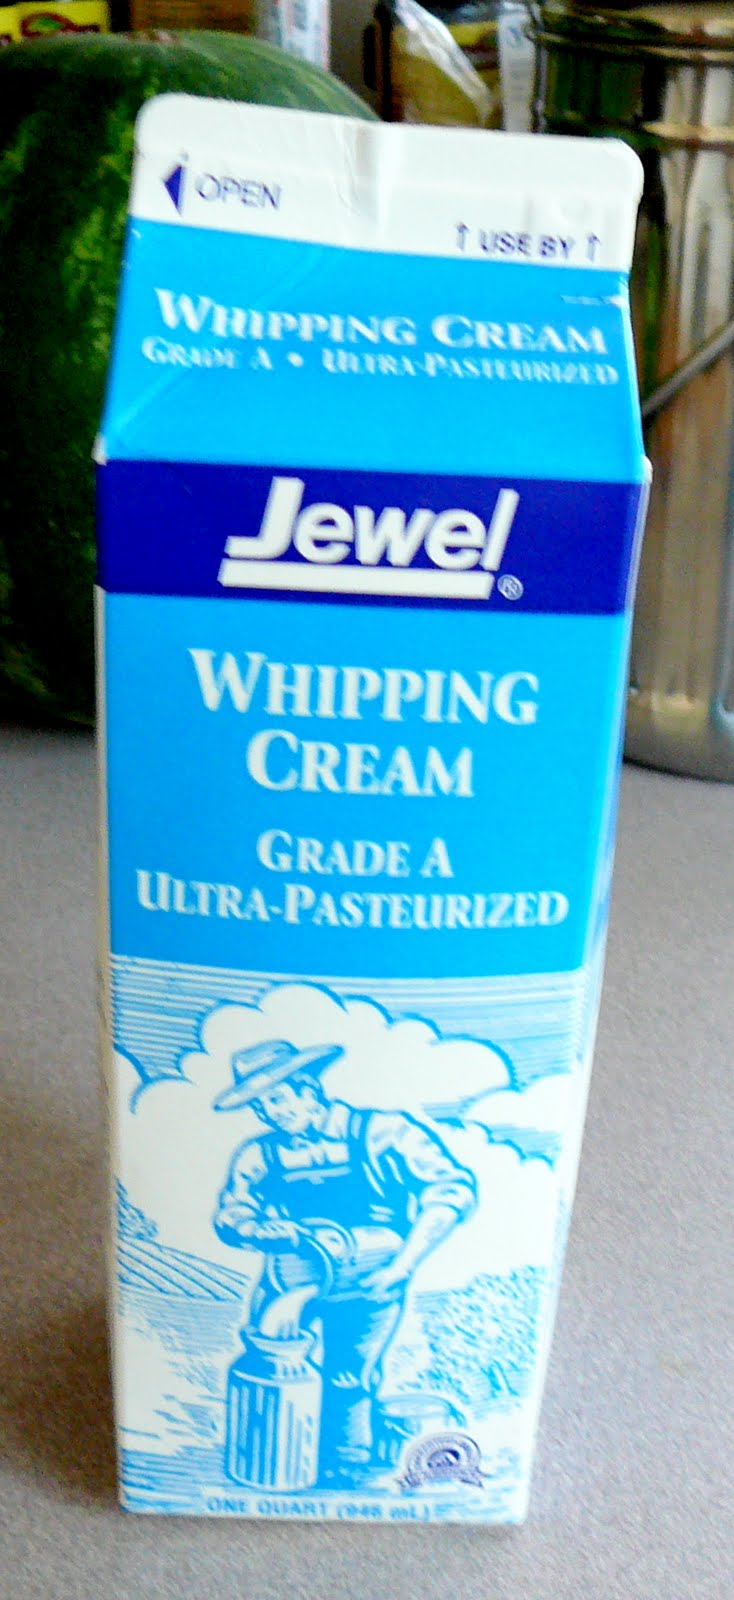 OPEN
↑ USE BY ↑
WHIPPING CREAM
GRADE A • ULTRA-PASTEURIZED
Jewel®
WHIPPING
CREAM
GRADE A
ULTRA-PASTEURIZED
ONE QUART (946 mL)